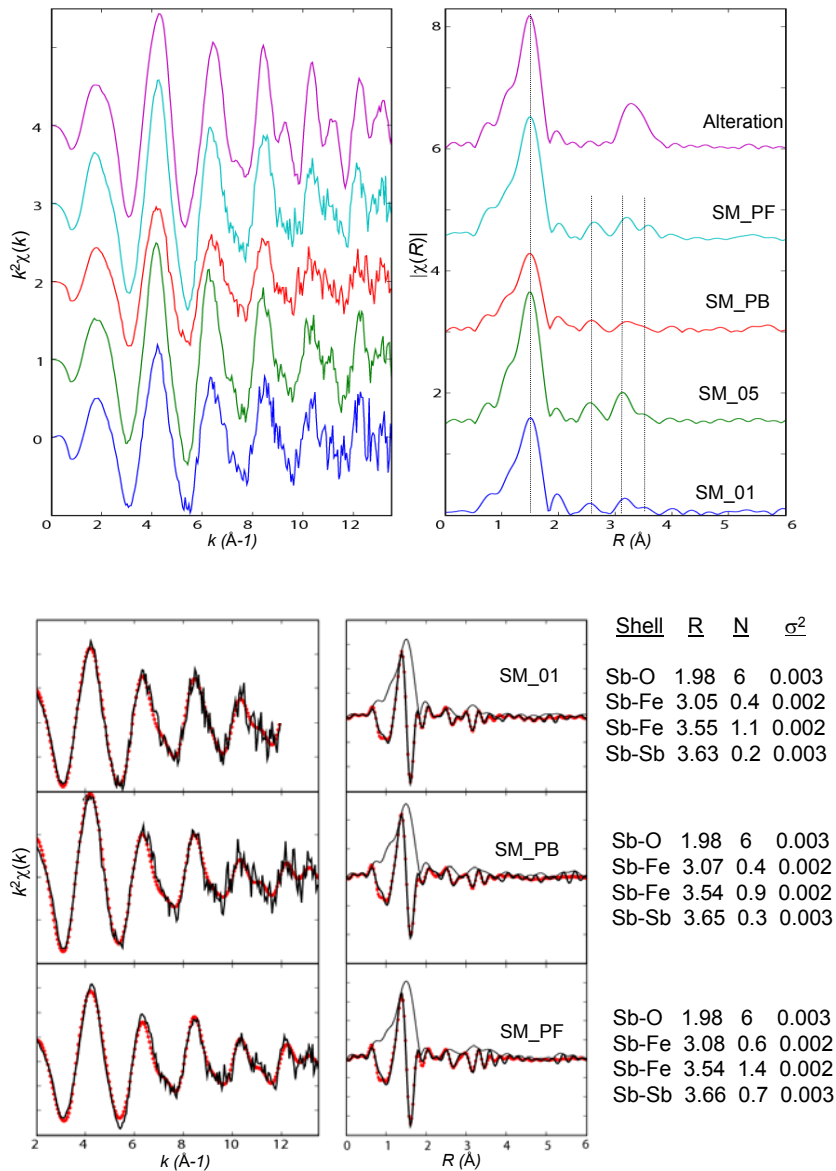 4
3
2
1
0
k²χ(k)
0 2 4 6 8 10 12
k (Å-1)
8
6
4
2
|χ(R)|
Alteration
SM_PF
SM_PB
SM_05
SM_01
0 1 2 3 4 5 6
R (Å)
k²χ(k)
SM_01
SM_PB
SM_PF
2 4 6 8 10 12
k (Å-1)
0 1 2 3 4 5 6
R (Å)
Shell R N σ²
Sb-O 1.98 6 0.003
Sb-Fe 3.05 0.4 0.002
Sb-Fe 3.55 1.1 0.002
Sb-Sb 3.63 0.2 0.003
Sb-O 1.98 6 0.003
Sb-Fe 3.07 0.4 0.002
Sb-Fe 3.54 0.9 0.002
Sb-Sb 3.65 0.3 0.003
Sb-O 1.98 6 0.003
Sb-Fe 3.08 0.6 0.002
Sb-Fe 3.54 1.4 0.002
Sb-Sb 3.66 0.7 0.003